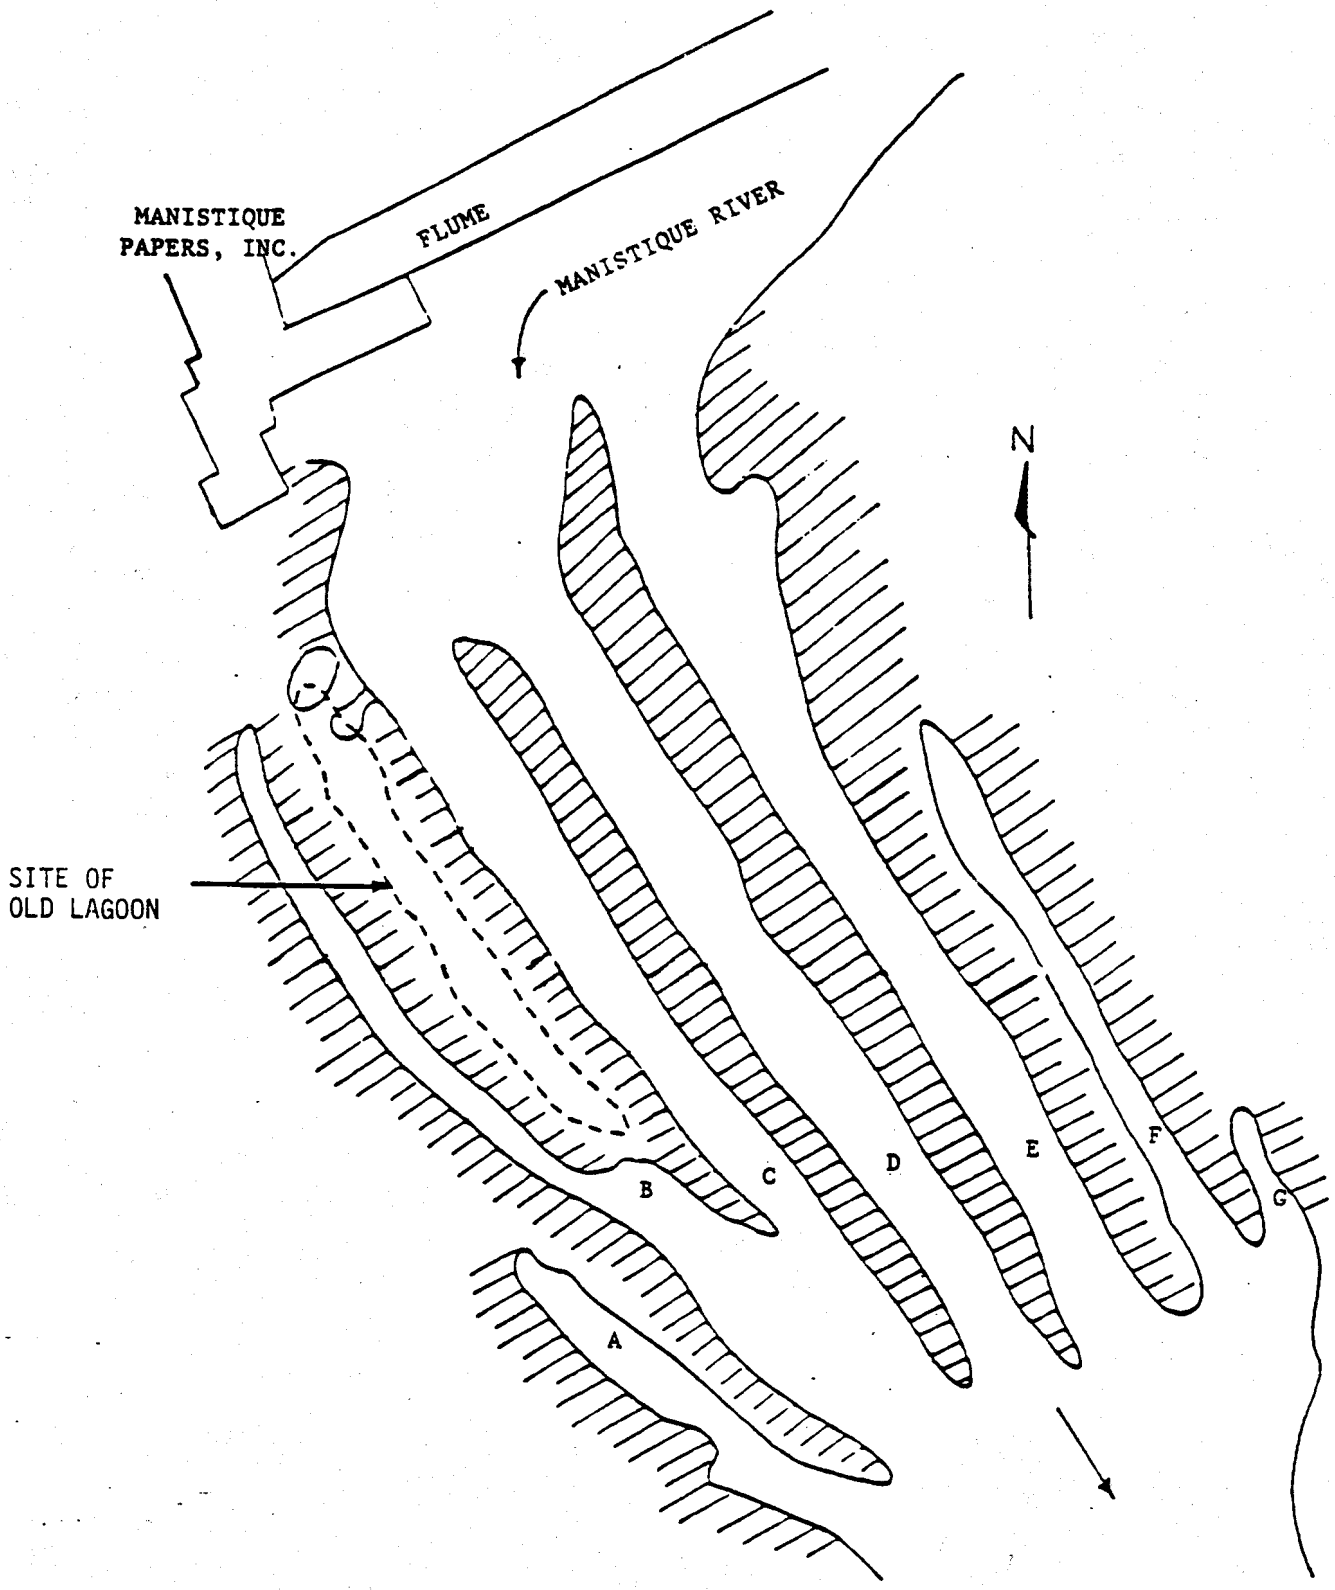 MANISTIQUE
PAPERS, INC.
FLUME
MANISTIQUE RIVER
N
SITE OF
OLD LAGOON
A
B
C
D
E
F
G